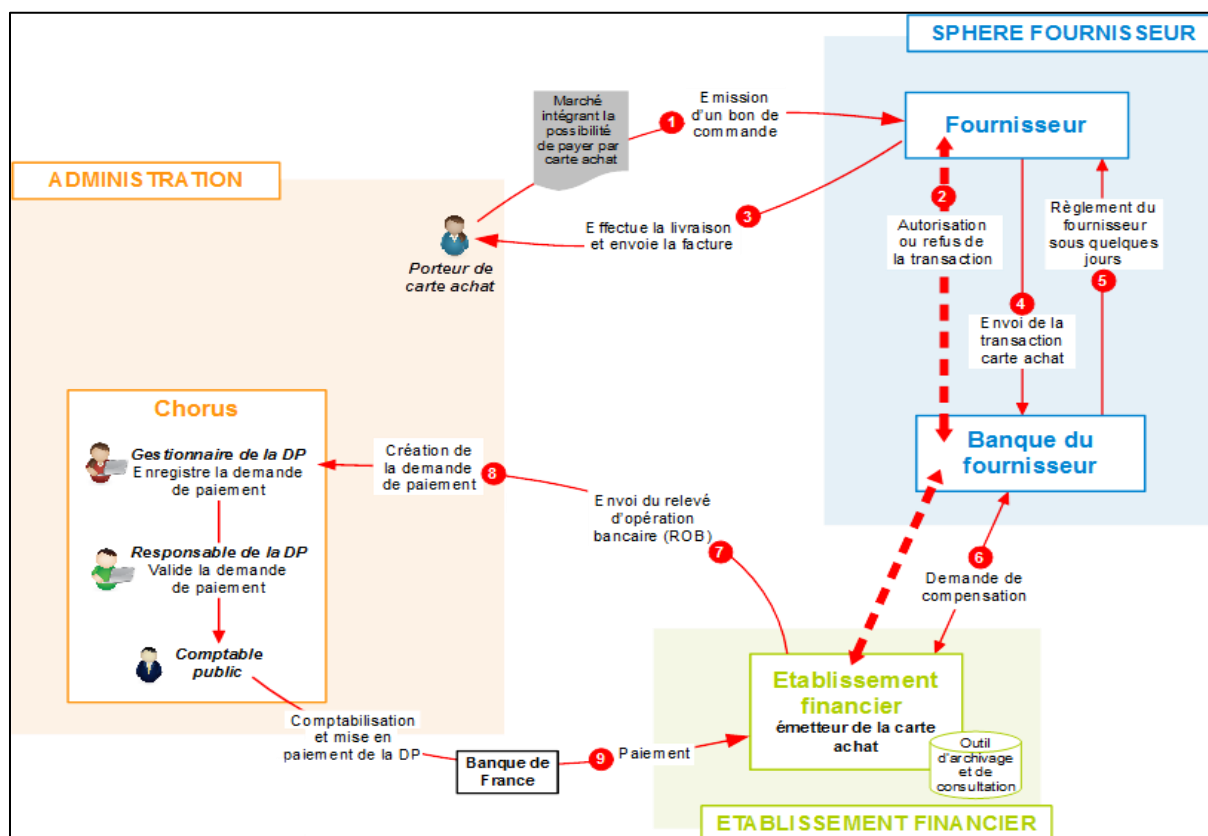 SPHERE FOURNISSEUR
Marché
intégrant la
possibilité
de payer par
carte achat
1
Emission
d'un bon de
commande
Fournisseur
ADMINISTRATION
2
Autorisation
ou refus de
la transaction
3
Effectue la livraison
et envoie la facture
Règlement du
fournisseur
sous quelques
jours
5
Porteur de
carte achat
4
Envoi de la
transaction
carte achat
Chorus
Gestionnaire de la DP
Enregistre la demande
de paiement
Création de
la demande
de paiement
8
Banque du
fournisseur
Envoi du relevé
d'opération
bancaire (ROB)
7
Responsable de la DP
Valide la demande
de paiement
6
Demande de
compensation
Comptable
public
Etablissement
financier
émetteur de la carte
achat
Outil
d'archivage
et de
consultation
Comptabilisation
et mise en
paiement de la DP
Banque de
France
9
Paiement
ETABLISSEMENT FINANCIER